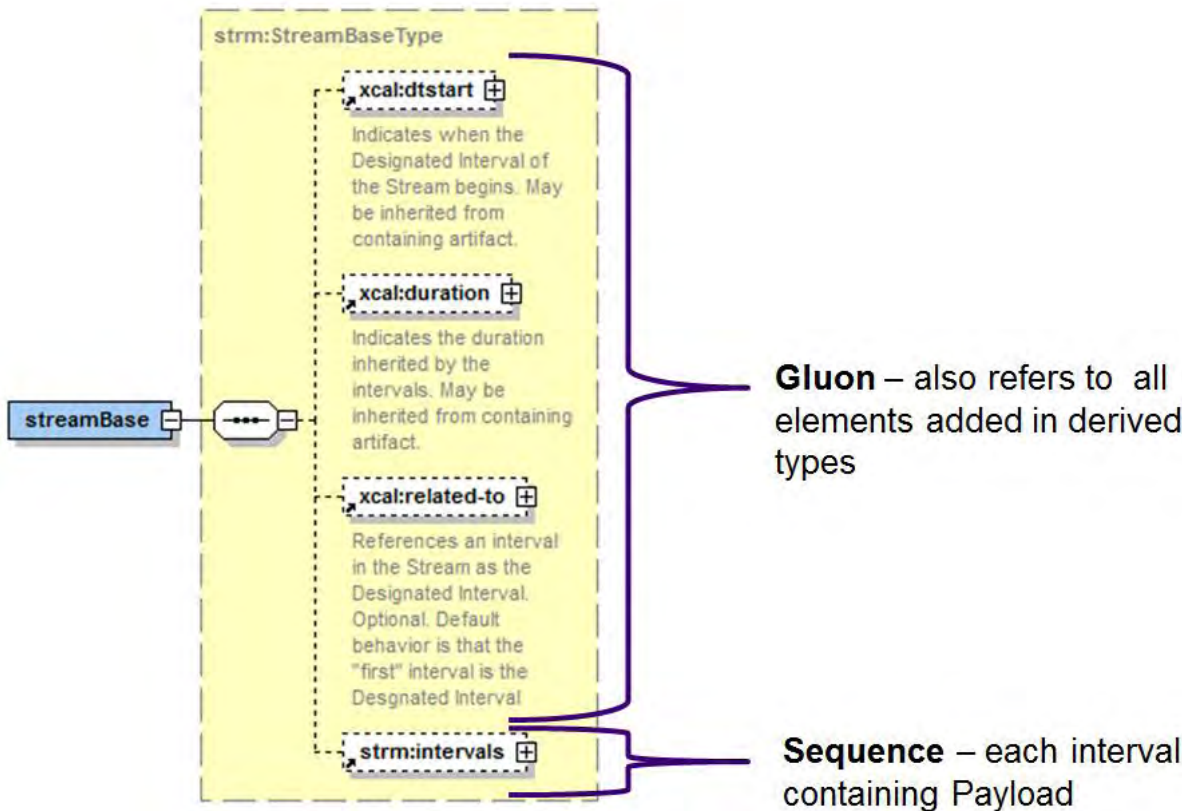 strm:StreamBaseType
xcal:dtstart
Indicates when the
Designated Interval of
the Stream begins. May
be inherited from
containing artifact.
xcal:duration
Indicates the duration
inherited by the
intervals. May be
inherited from containing
artifact.
streamBase
xcal:related-to
References an interval
in the Stream as the
Designated Interval.
Optional. Default
behavior is that the
"first" interval is the
Desgnated Interval
strm:intervals
Gluon – also refers to all
elements added in derived
types
Sequence – each interval
containing Payload